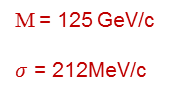 M = 125 GeV/c
σ = 212MeV/c